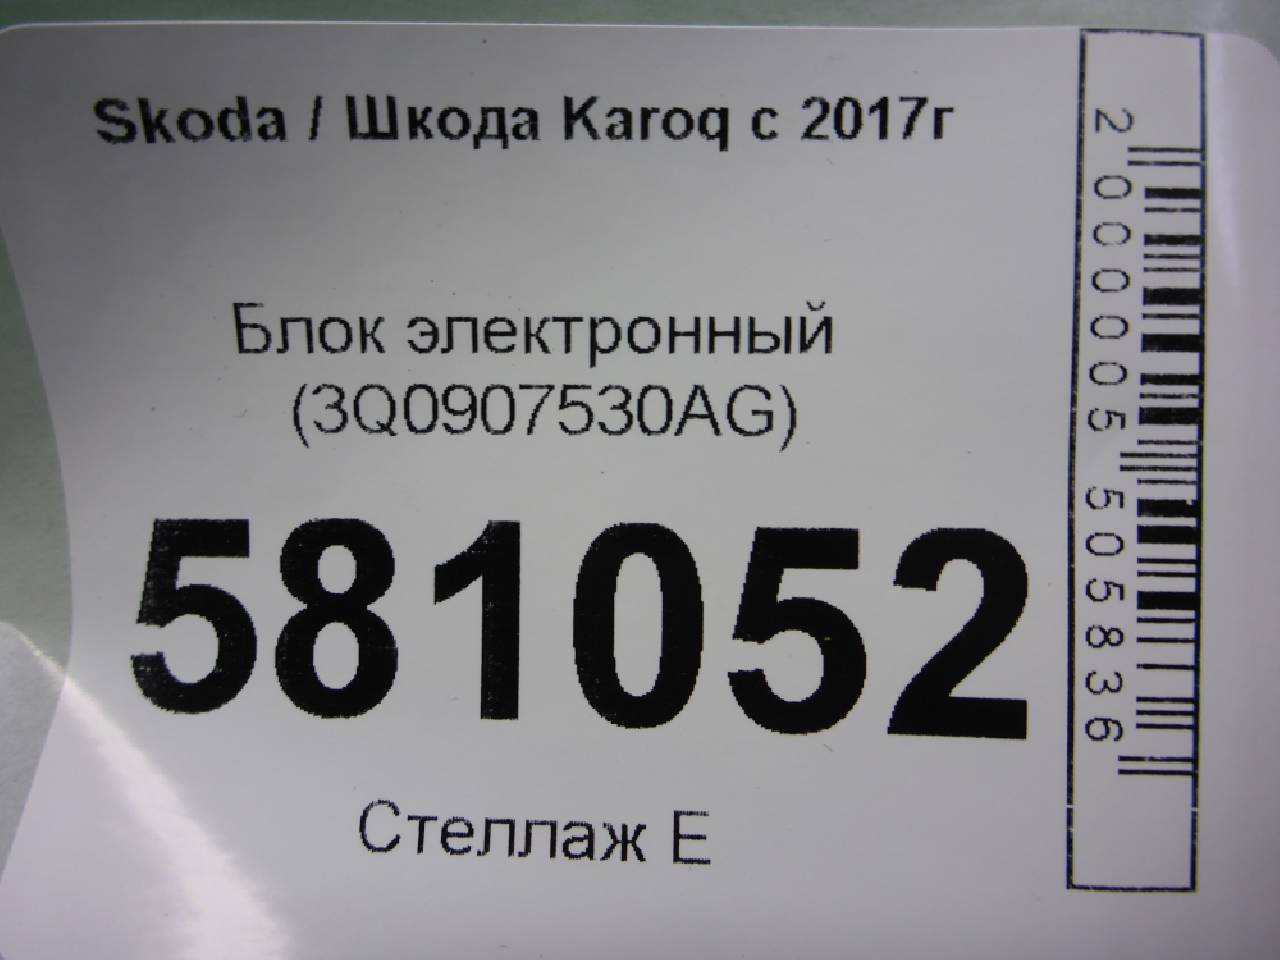 Skoda / Шкода Karoq с 2017г
Блок электронный
(3Q0907530AG)
581052
Стеллаж Е
2000005505836